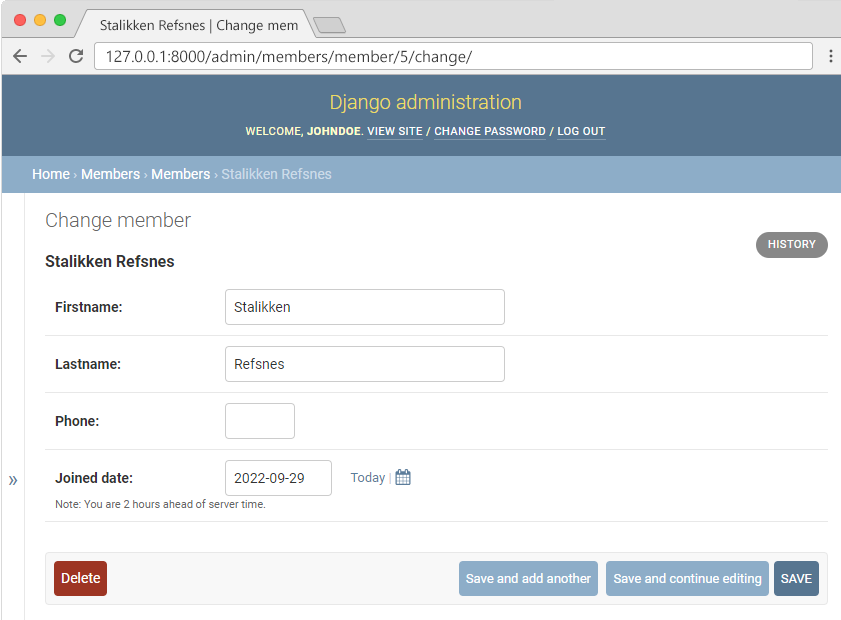 Stalikken Refsnes | Change mem
127.0.0.1:8000/admin/members/member/5/change/
Django administration
WELCOME, JOHNDOE. VIEW SITE / CHANGE PASSWORD / LOG OUT
Home › Members › Members › Stalikken Refsnes
Change member
HISTORY
Stalikken Refsnes
Firstname: Stalikken
Lastname: Refsnes
Phone:
» Joined date: 2022-09-29 Today |
Note: You are 2 hours ahead of server time.
Delete Save and add another Save and continue editing SAVE